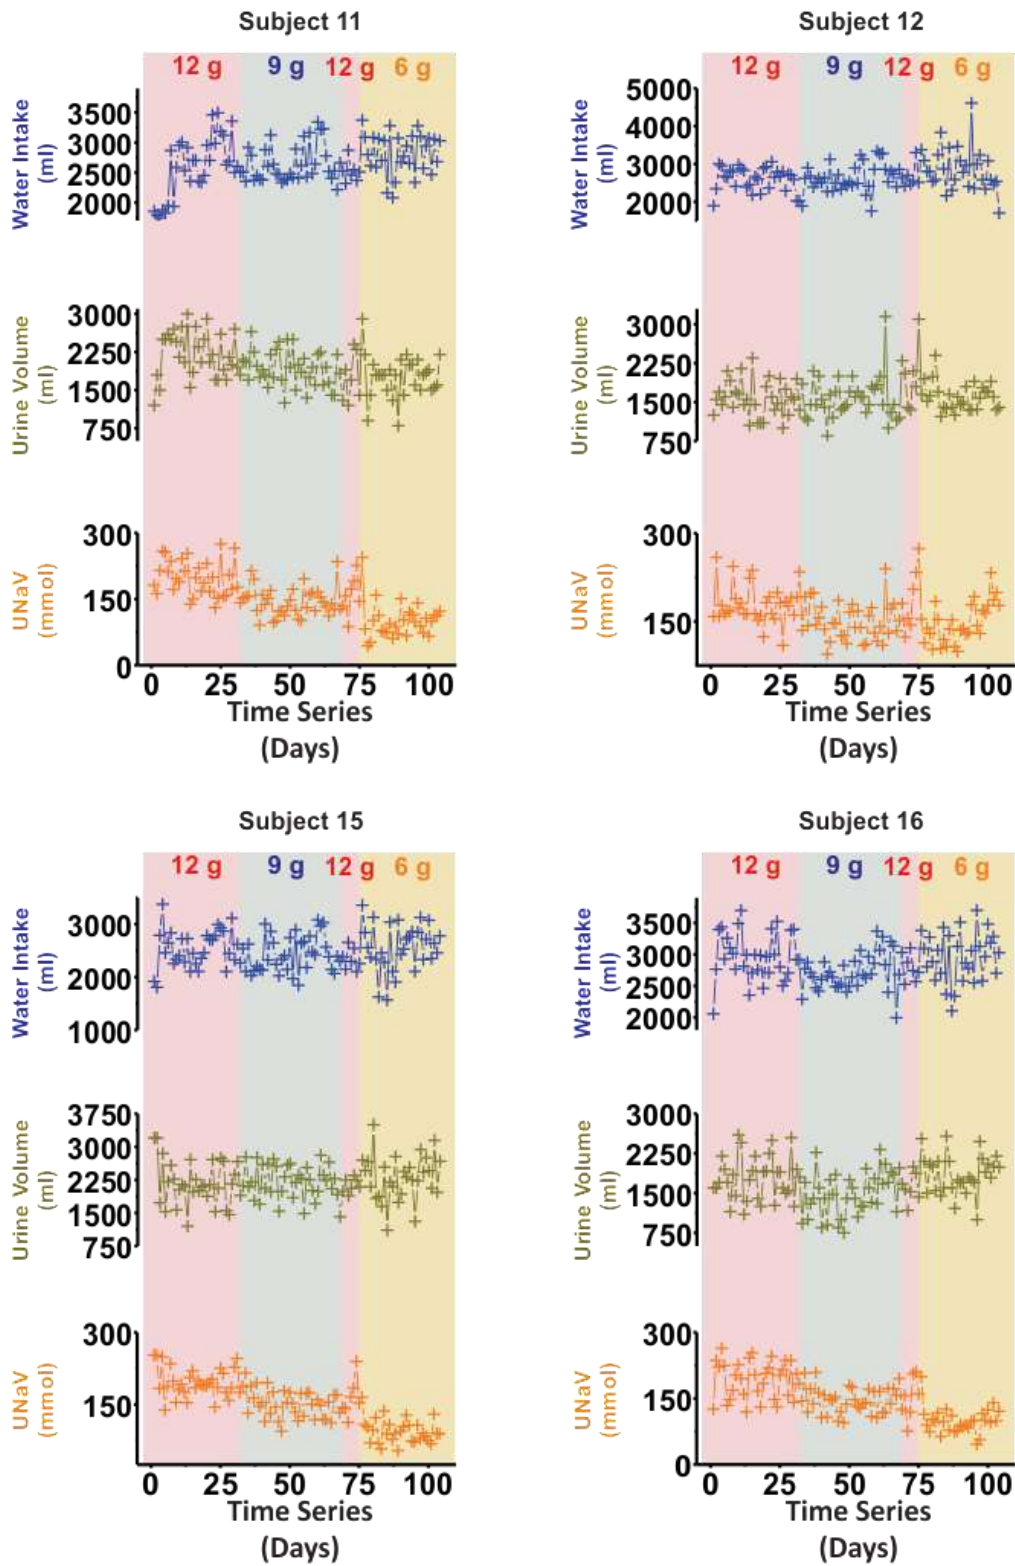 Subject 11
12 g 9 g 12 g 6 g
Water Intake
(ml)
3500
3000
2500
2000
Urine Volume
(ml)
3000
2250
1500
750
UNaV
(mmol)
300
150
0
0 25 50 75 100
Time Series
(Days)
Subject 12
12 g 9 g 12 g 6 g
Water Intake
(ml)
5000
4000
3000
2000
Urine Volume
(ml)
3000
2250
1500
750
UNaV
(mmol)
300
150
0 25 50 75 100
Time Series
(Days)
Subject 15
12 g 9 g 12 g 6 g
Water Intake
(ml)
3000
2000
1000
Urine Volume
(ml)
3750
3000
2250
1500
750
UNaV
(mmol)
300
150
0 25 50 75 100
Time Series
(Days)
Subject 16
12 g 9 g 12 g 6 g
Water Intake
(ml)
3500
3000
2500
2000
Urine Volume
(ml)
3000
2250
1500
750
UNaV
(mmol)
300
150
0
0 25 50 75 100
Time Series
(Days)